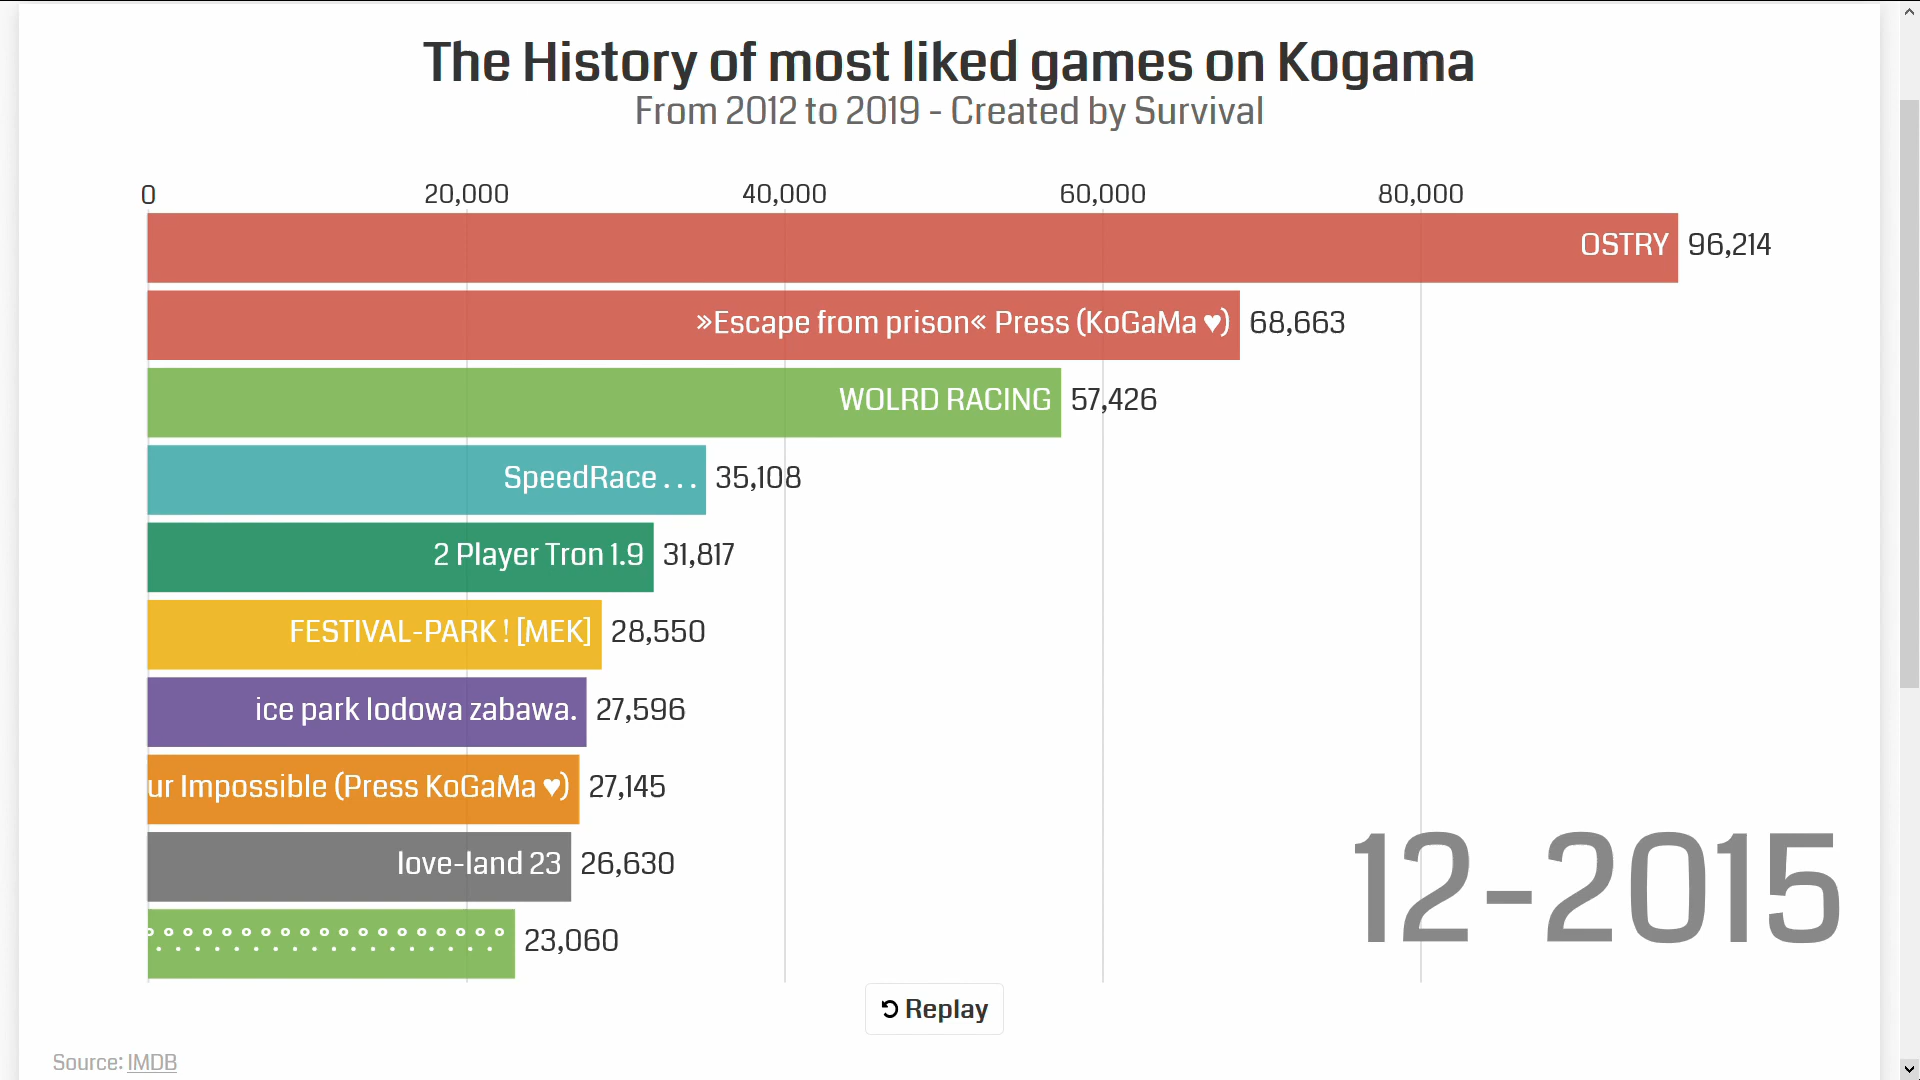 The History of most liked games on Kogama
From 2012 to 2019 - Created by Survival
0 20,000 40,000 60,000 80,000
OSTRY 96,214
»Escape from prison« Press (KoGaMa ♥) 68,663
WOLRD RACING 57,426
SpeedRace . . . 35,108
2 Player Tron 1.9 31,817
FESTIVAL-PARK ! [MEK] 28,550
ice park lodowa zabawa. 27,596
ur Impossible (Press KoGaMa ♥) 27,145
love-land 23 26,630
23,060
12-2015
Replay
Source: IMDB